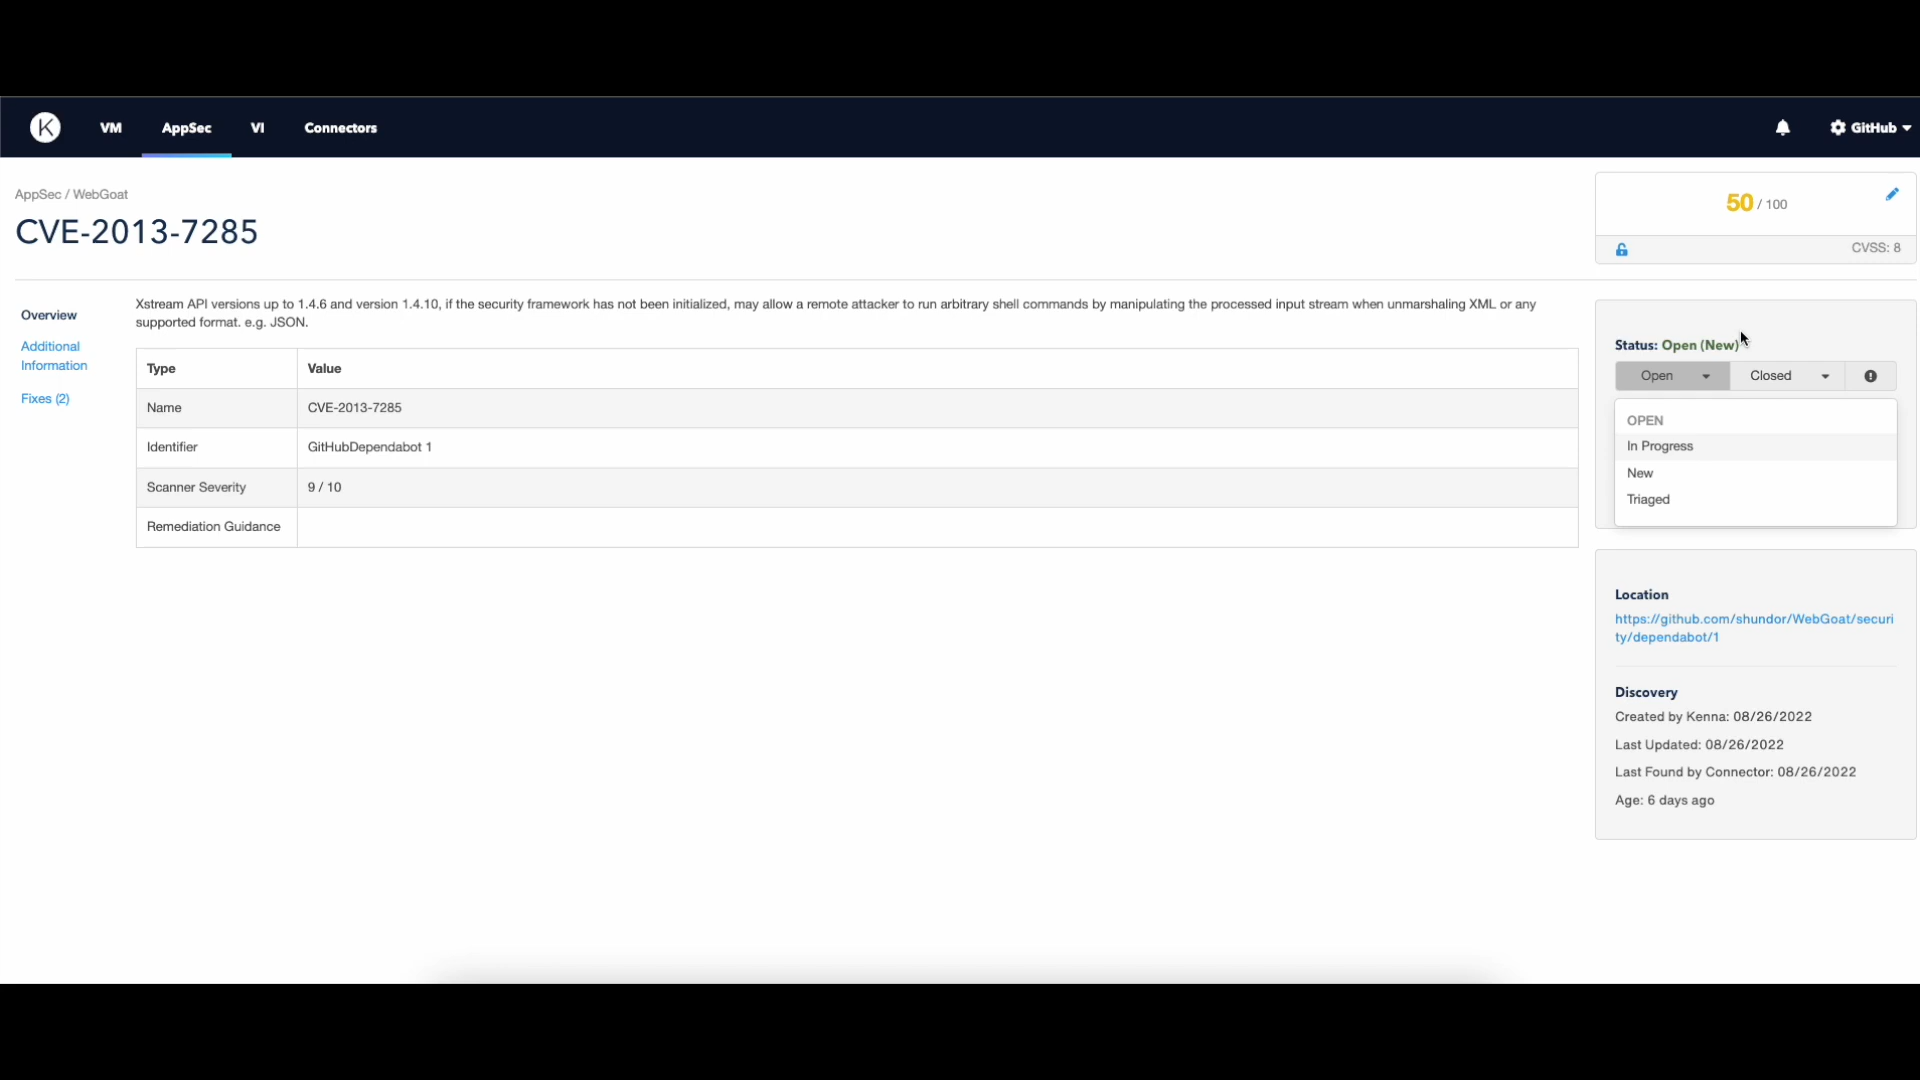 K VM AppSec VI Connectors GitHub
AppSec / WebGoat
CVE-2013-7285
50 / 100
CVSS: 8
Overview
Additional
Information
Fixes (2)
Xstream API versions up to 1.4.6 and version 1.4.10, if the security framework has not been initialized, may allow a remote attacker to run arbitrary shell commands by manipulating the processed input stream when unmarshaling XML or any
supported format. e.g. JSON.
Type Value
Name CVE-2013-7285
Identifier GitHubDependabot 1
Scanner Severity 9 / 10
Remediation Guidance
Status: Open (New)
Open Closed
OPEN
In Progress
New
Triaged
Location
https://github.com/shundor/WebGoat/securi
ty/dependabot/1
Discovery
Created by Kenna: 08/26/2022
Last Updated: 08/26/2022
Last Found by Connector: 08/26/2022
Age: 6 days ago